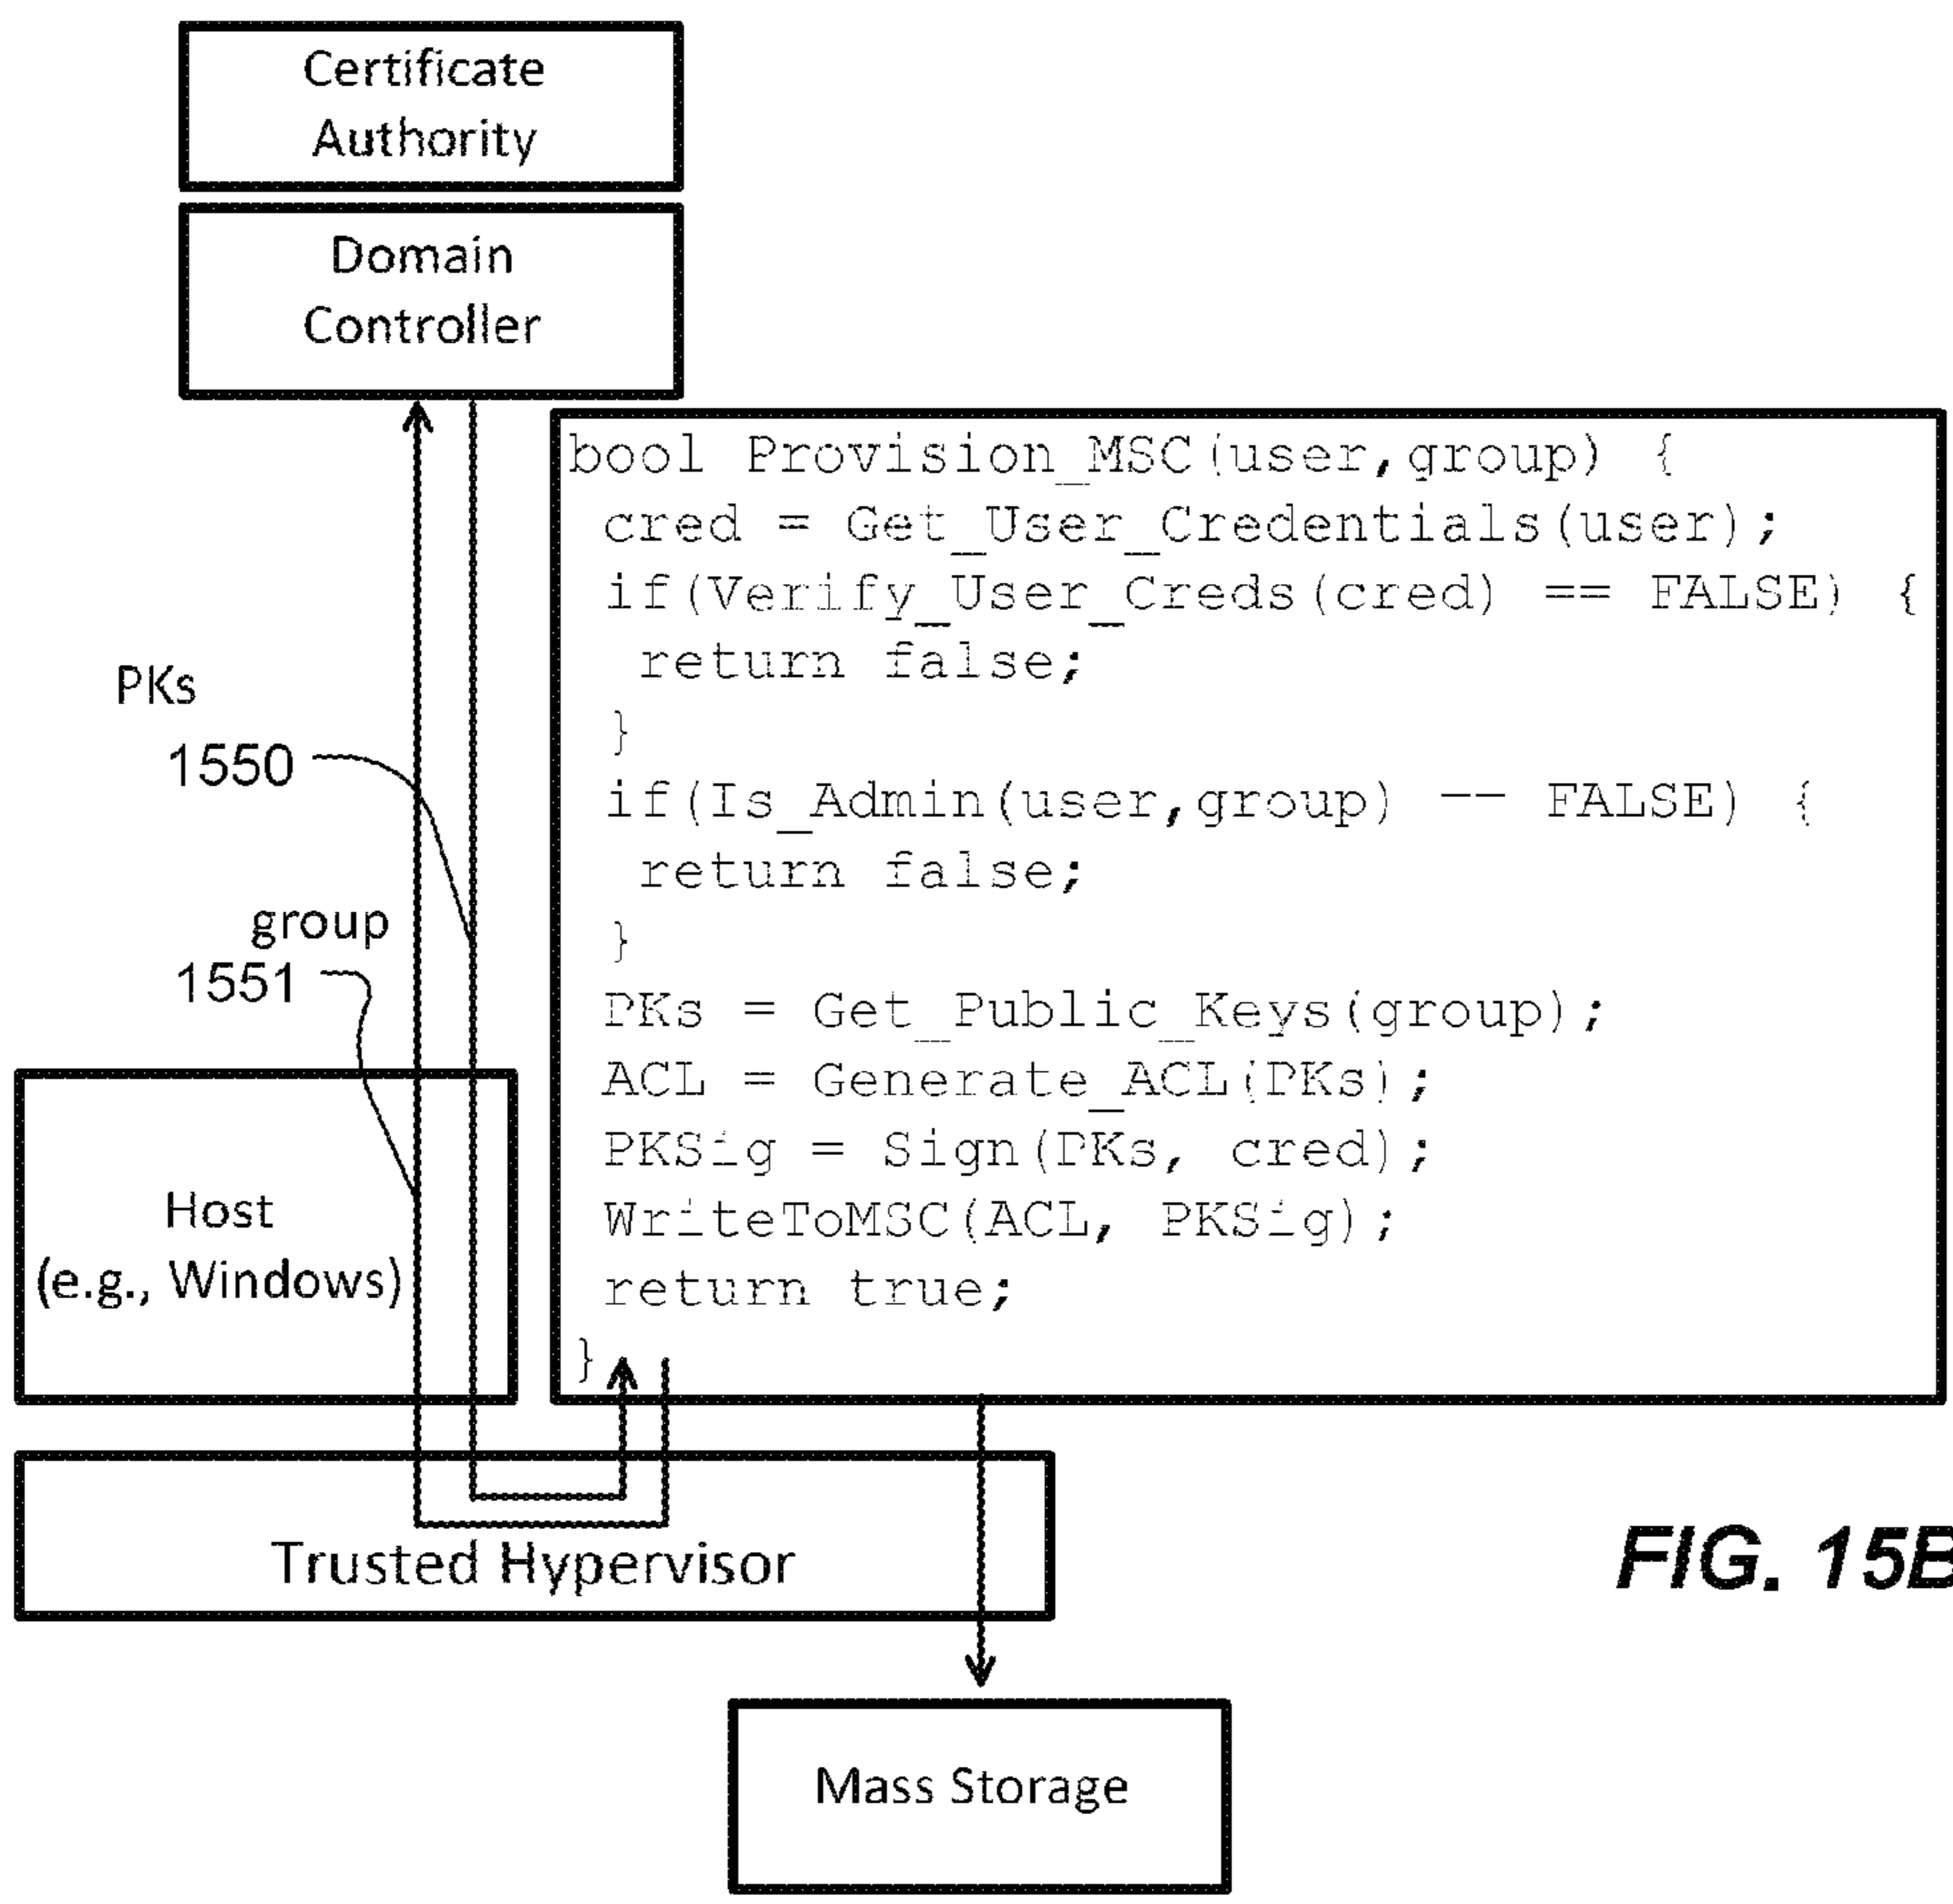 Certificate
Authority
Domain
Controller
bool Provision_MSC(user,group) {
cred = Get_User_Credentials(user);
if(Verify_User_Creds(cred) == FALSE) {
return false;
}
if(Is_Admin(user,group) == FALSE) {
return false;
}
PKs = Get_Public_Keys(group);
ACL = Generate_ACL(PKs);
PKSig = Sign(PKs, cred);
WriteToMSC(ACL, PKSig);
return true;
}
PKs
1550
group
1551
Host
(e.g., Windows)
Trusted Hypervisor
FIG. 15B
Mass Storage